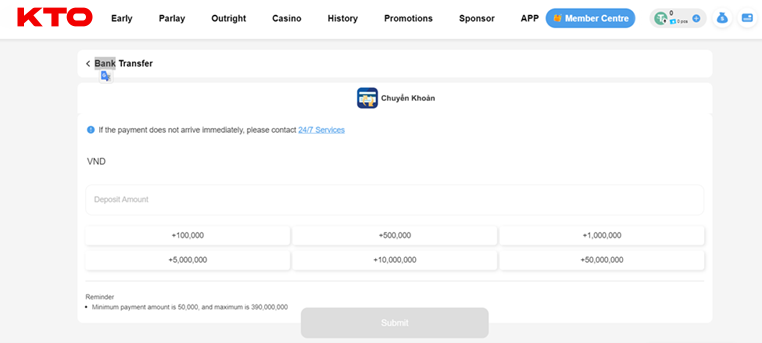 KTO Early Parlay Outright Casino History Promotions Sponsor APP Member Centre 0
0 pcs
Bank Transfer
Chuyển Khoản
If the payment does not arrive immediately, please contact 24/7 Services
VND
Deposit Amount
+100,000 +500,000 +1,000,000
+5,000,000 +10,000,000 +50,000,000
Reminder
Minimum payment amount is 50,000, and maximum is 390,000,000
Submit